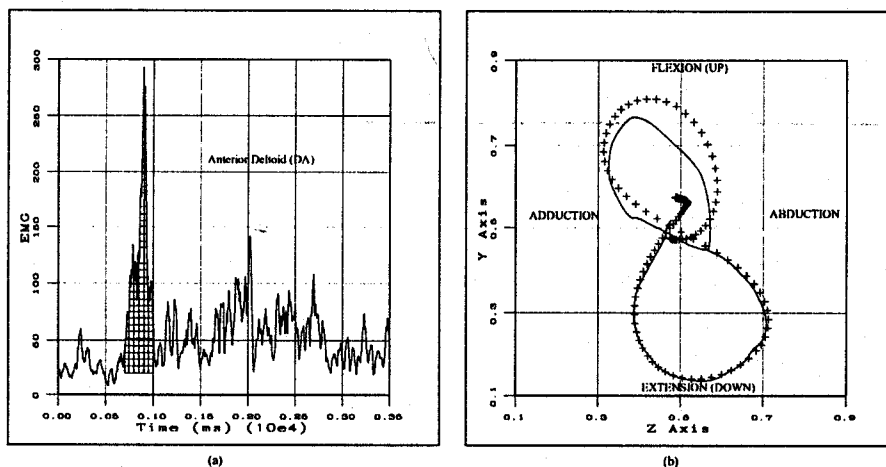 300
250
200
150
100
50
0
EMG
Anterior Deltoid (DA)
0.00 0.05 0.10 0.15 0.20 0.25 0.30 0.35
Time (ms) (10e4)
(a)
0.9
0.7
0.5
0.3
0.1
Y Axis
FLEXION (UP)
ADDUCTION
ABDUCTION
EXTENSION (DOWN)
0.1 0.3 0.5 0.7 0.9
Z Axis
(b)